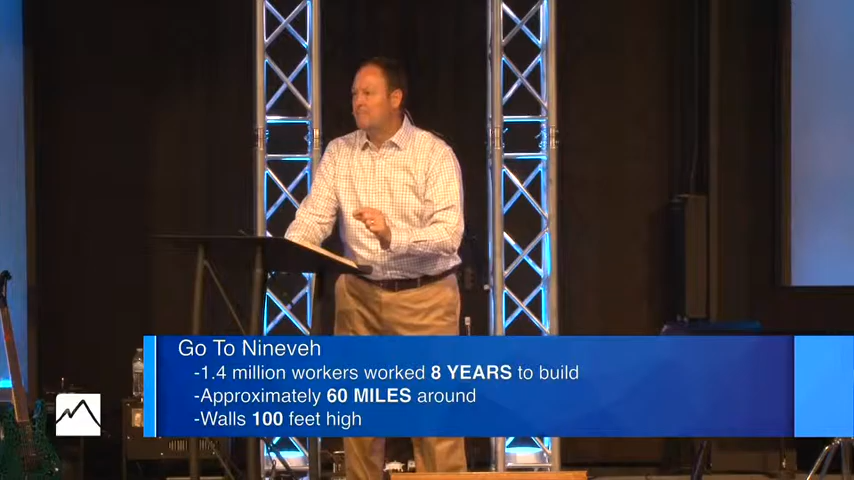 Go To Nineveh
-1.4 million workers worked 8 YEARS to build
-Approximately 60 MILES around
-Walls 100 feet high